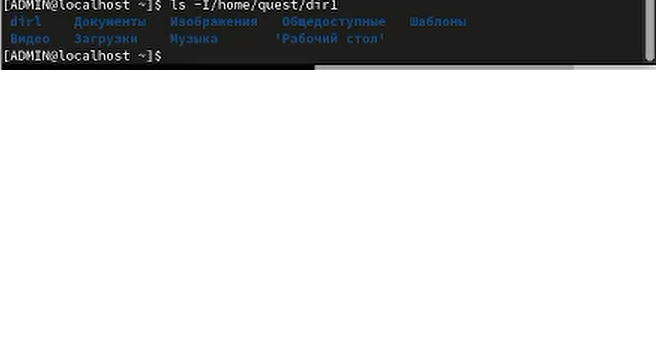 [ADMIN@localhost ~]$ ls -I/home/quest/dir1
dir1 Документы Изображения Общедоступные Шаблоны
Видео Загрузки Музыка 'Рабочий стол'
[ADMIN@localhost ~]$